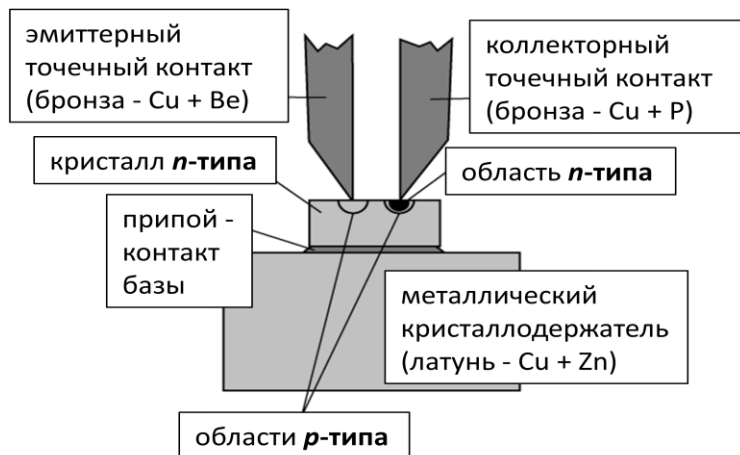 эмиттерный
точечный контакт
(бронза - Cu + Be)
коллекторный
точечный контакт
(бронза - Cu + P)
кристалл n-типа
область n-типа
припой -
контакт
базы
металлический
кристаллодержатель
(латунь - Cu + Zn)
области p-типа